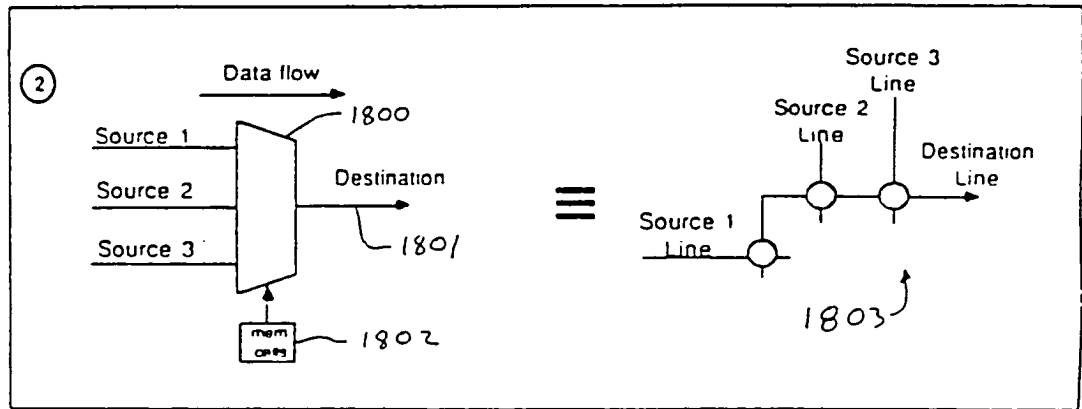 2
Data flow
1800
Source 1
Source 2
Source 3
Destination
1801
mem
1802
Source 3
Line
Source 2
Line
Destination
Line
Source 1
Line
1803